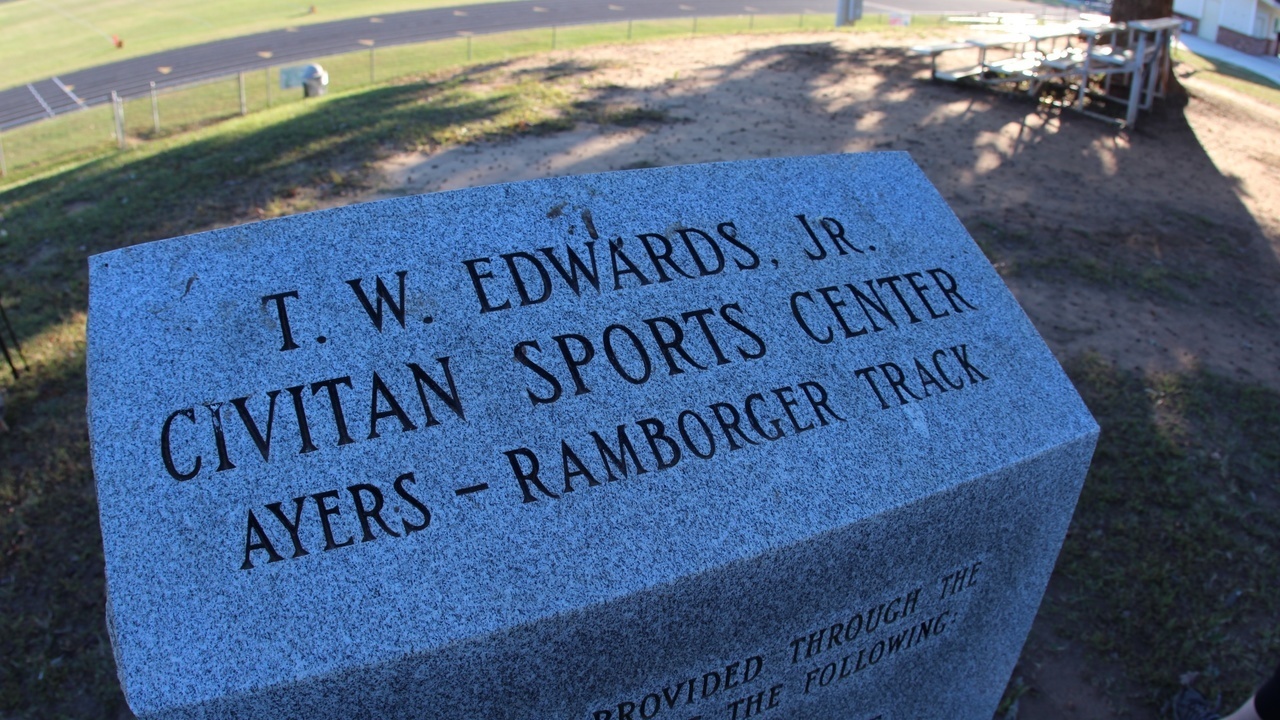 T. W. EDWARDS, JR.
CIVITAN SPORTS CENTER
AYERS – RAMBORGER TRACK
PROVIDED THROUGH THE
THE FOLLOWING: